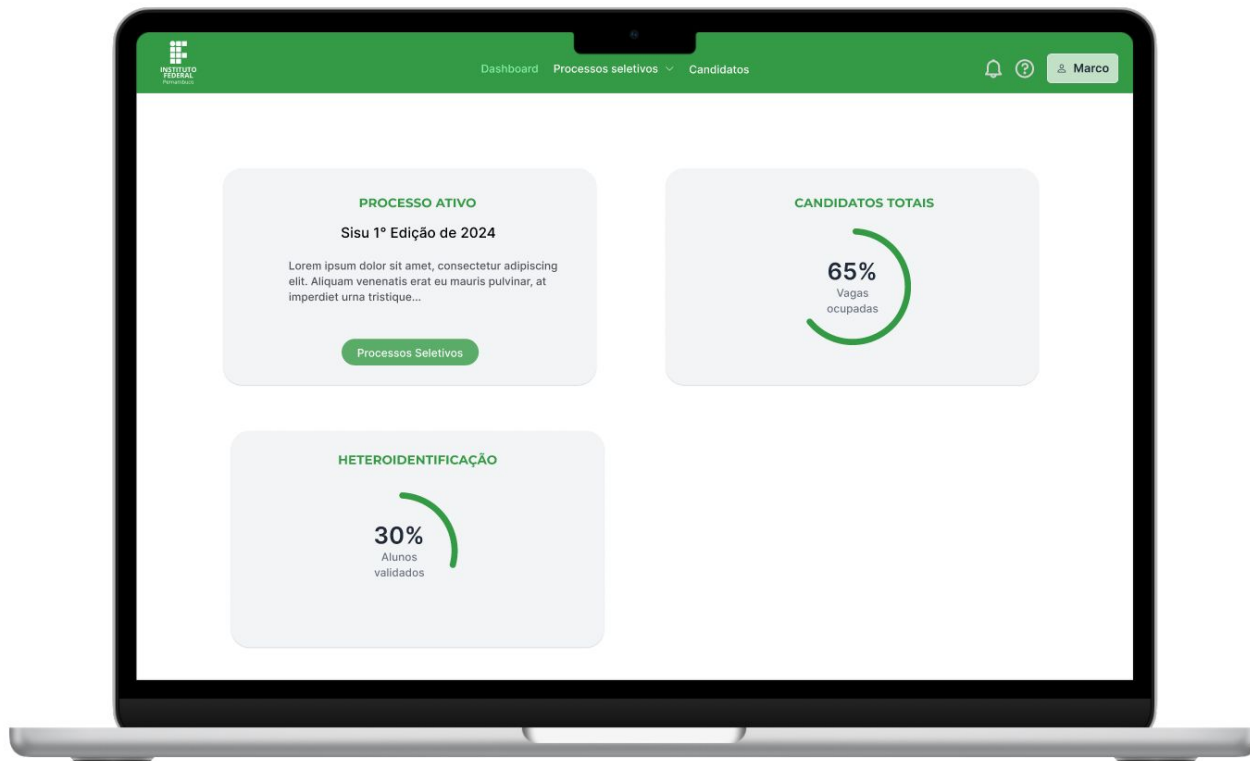 INSTITUTO
FEDERAL
Pernambuco
Dashboard Processos seletivos Candidatos
Marco
PROCESSO ATIVO
Sisu 1° Edição de 2024
Lorem ipsum dolor sit amet, consectetur adipiscing
elit. Aliquam venenatis erat eu mauris pulvinar, at
imperdiet urna tristique...
Processos Seletivos
CANDIDATOS TOTAIS
65%
Vagas
ocupadas
HETEROIDENTIFICAÇÃO
30%
Alunos
validados